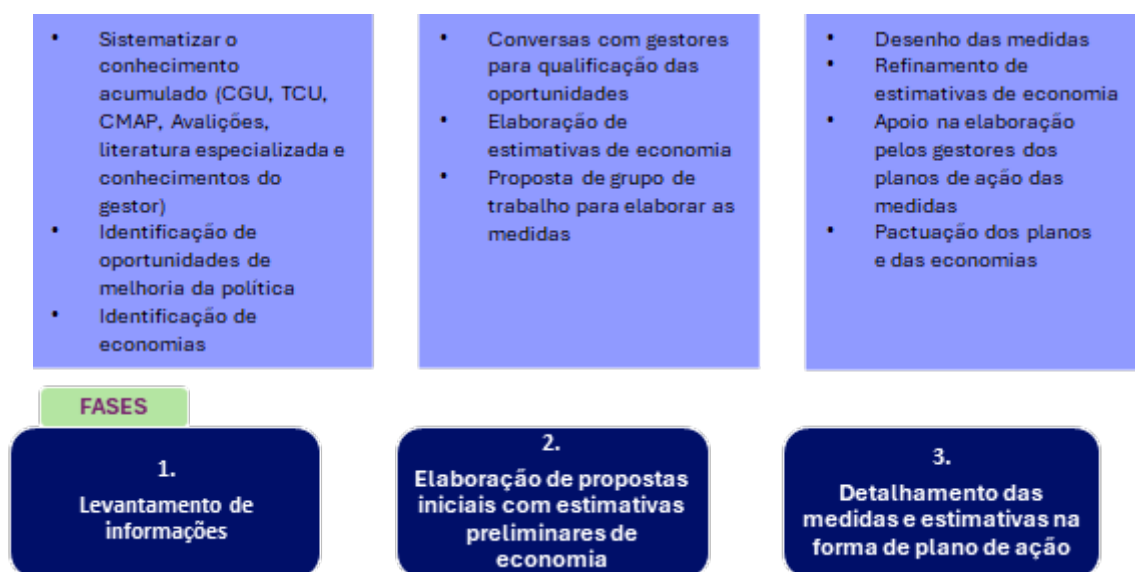 • Sistematizar o
conhecimento
acumulado (CGU, TCU,
CMAP, Avalições,
literatura especializada e
conhecimentos do
gestor)
• Identificação de
oportunidades de
melhoria da política
• Identificação de
economias
• Conversas com gestores
para qualificação das
oportunidades
• Elaboração de
estimativas de economia
• Proposta de grupo de
trabalho para elaborar as
medidas
• Desenho das medidas
• Refinamento de
estimativas de economia
• Apoio na elaboração
pelos gestores dos
planos de ação das
medidas
• Pactuação dos planos
e das economias
FASES
1.
Levantamento de
informações
2.
Elaboração de propostas
iniciais com estimativas
preliminares de
economia
3.
Detalhamento das
medidas e estimativas na
forma de plano de ação